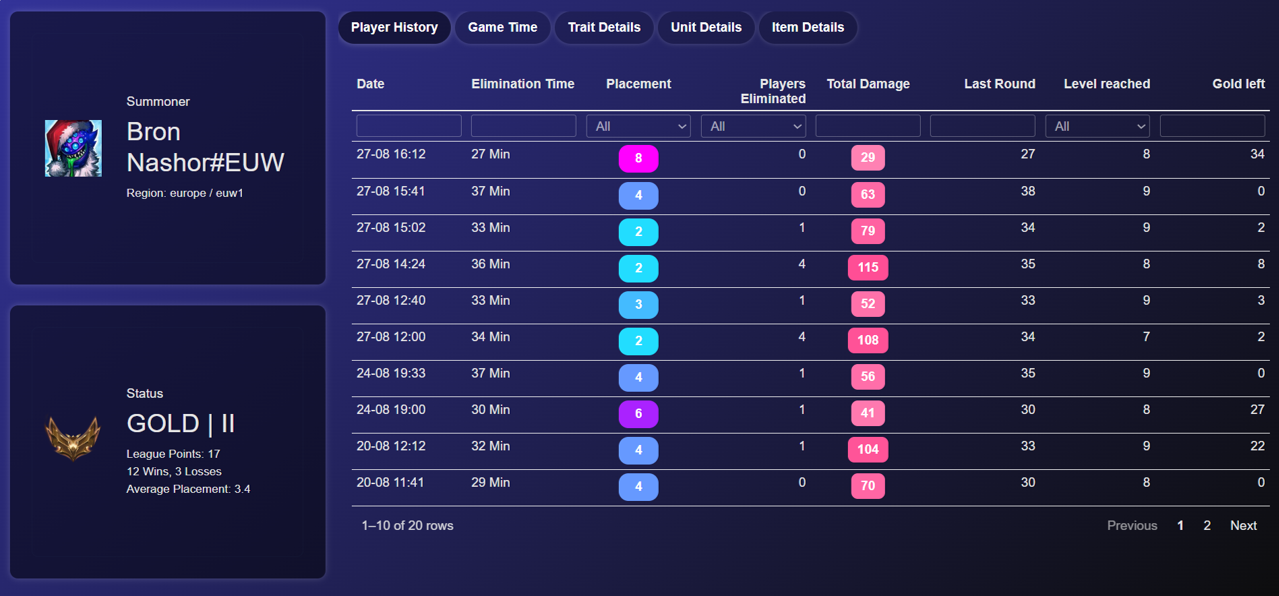 Player History Game Time Trait Details Unit Details Item Details
Summoner
Bron
Nashor#EUW
Region: europe / euw1
Status
GOLD | II
League Points: 17
12 Wins, 3 Losses
Average Placement: 3.4
Date Elimination Time Placement Players Eliminated Total Damage Last Round Level reached Gold left
All All All
27-08 16:12 27 Min 8 0 29 27 8 34
27-08 15:41 37 Min 4 0 63 38 9 0
27-08 15:02 33 Min 2 1 79 34 9 2
27-08 14:24 36 Min 2 4 115 35 8 8
27-08 12:40 33 Min 3 1 52 33 9 3
27-08 12:00 34 Min 2 4 108 34 7 2
24-08 19:33 37 Min 4 1 56 35 9 0
24-08 19:00 30 Min 6 1 41 30 8 27
20-08 12:12 32 Min 4 1 104 33 9 22
20-08 11:41 29 Min 4 0 70 30 8 0
1–10 of 20 rows Previous 1 2 Next